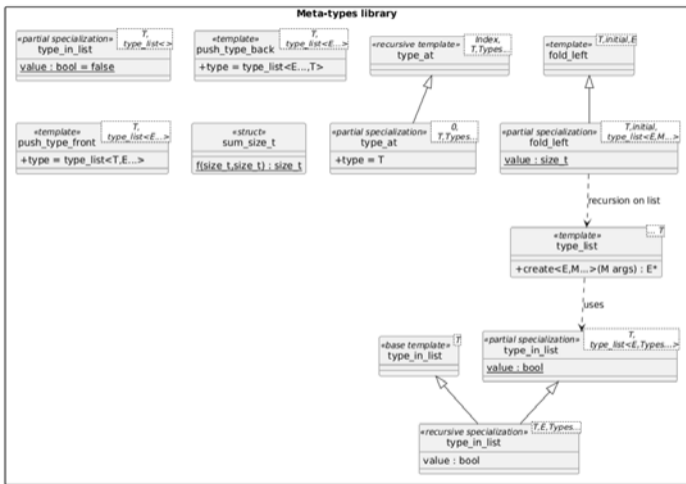 Meta-types library
«partial specialization»
type_in_list
T,
type_list<>
value : bool = false
«template»
push_type_back
T,
type_list<E...>
+type = type_list<E...,T>
«recursive template»
type_at
Index,
T,Types...
«template»
fold_left
T,initial,E
«template»
push_type_front
T,
type_list<E...>
+type = type_list<T,E...>
«struct»
sum_size_t
f(size_t,size_t) : size_t
«partial specialization»
type_at
0,
T,Types...
+type = T
«partial specialization»
fold_left
T,initial,
type_list<E,M...>
value : size_t
recursion on list
«template»
type_list
... T
+create<E,M...>(M args) : E*
uses
«base template»
type_in_list
T
«partial specialization»
type_in_list
T,
type_list<E,Types...>
value : bool
«recursive specialization»
type_in_list
T,E,Types...
value : bool